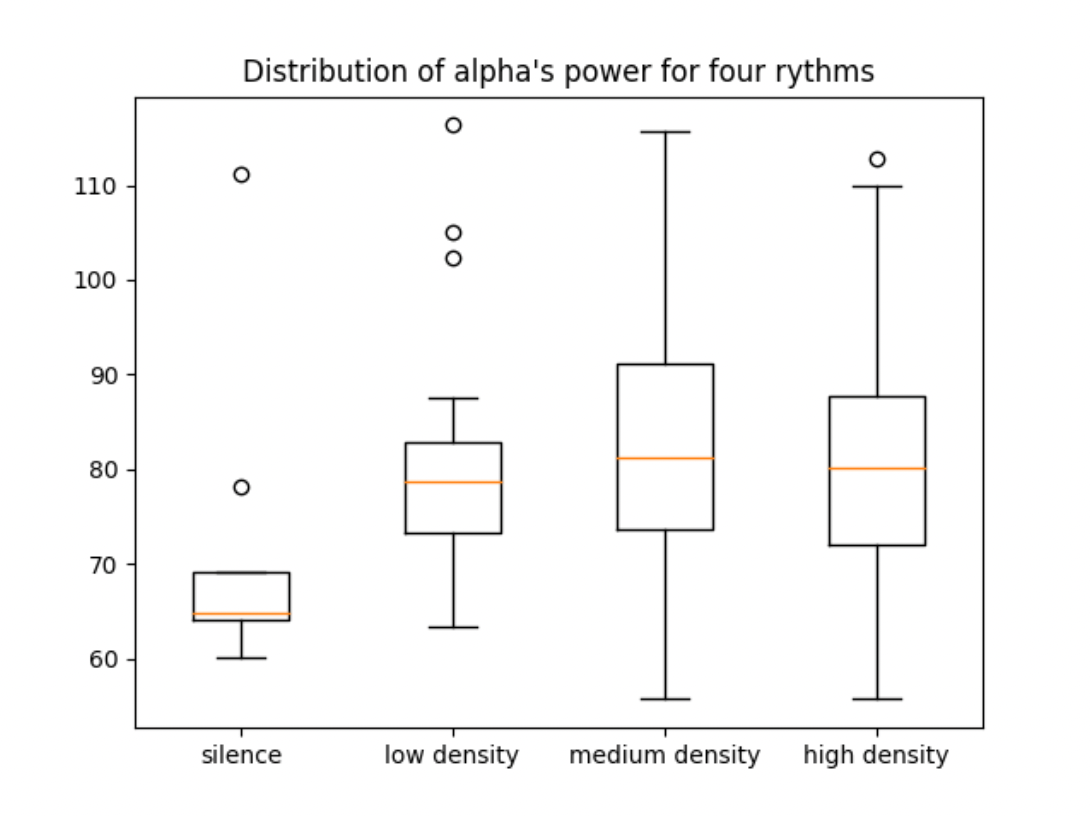 Distribution of alpha's power for four rythms
110
100
90
80
70
60
silence
low density
medium density
high density